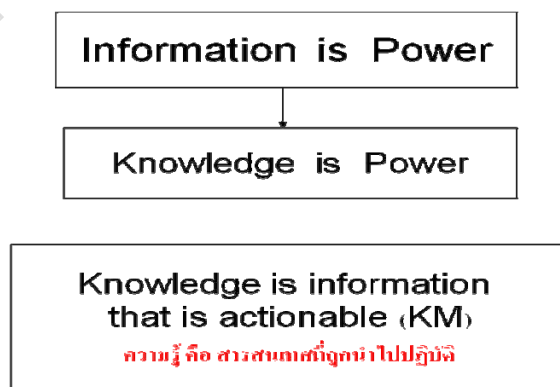 Information is Power
Knowledge is Power
Knowledge is information
that is actionable (KM)
ความรู้ คือ สารสนเทศที่ถูกนำไปปฏิบัติ